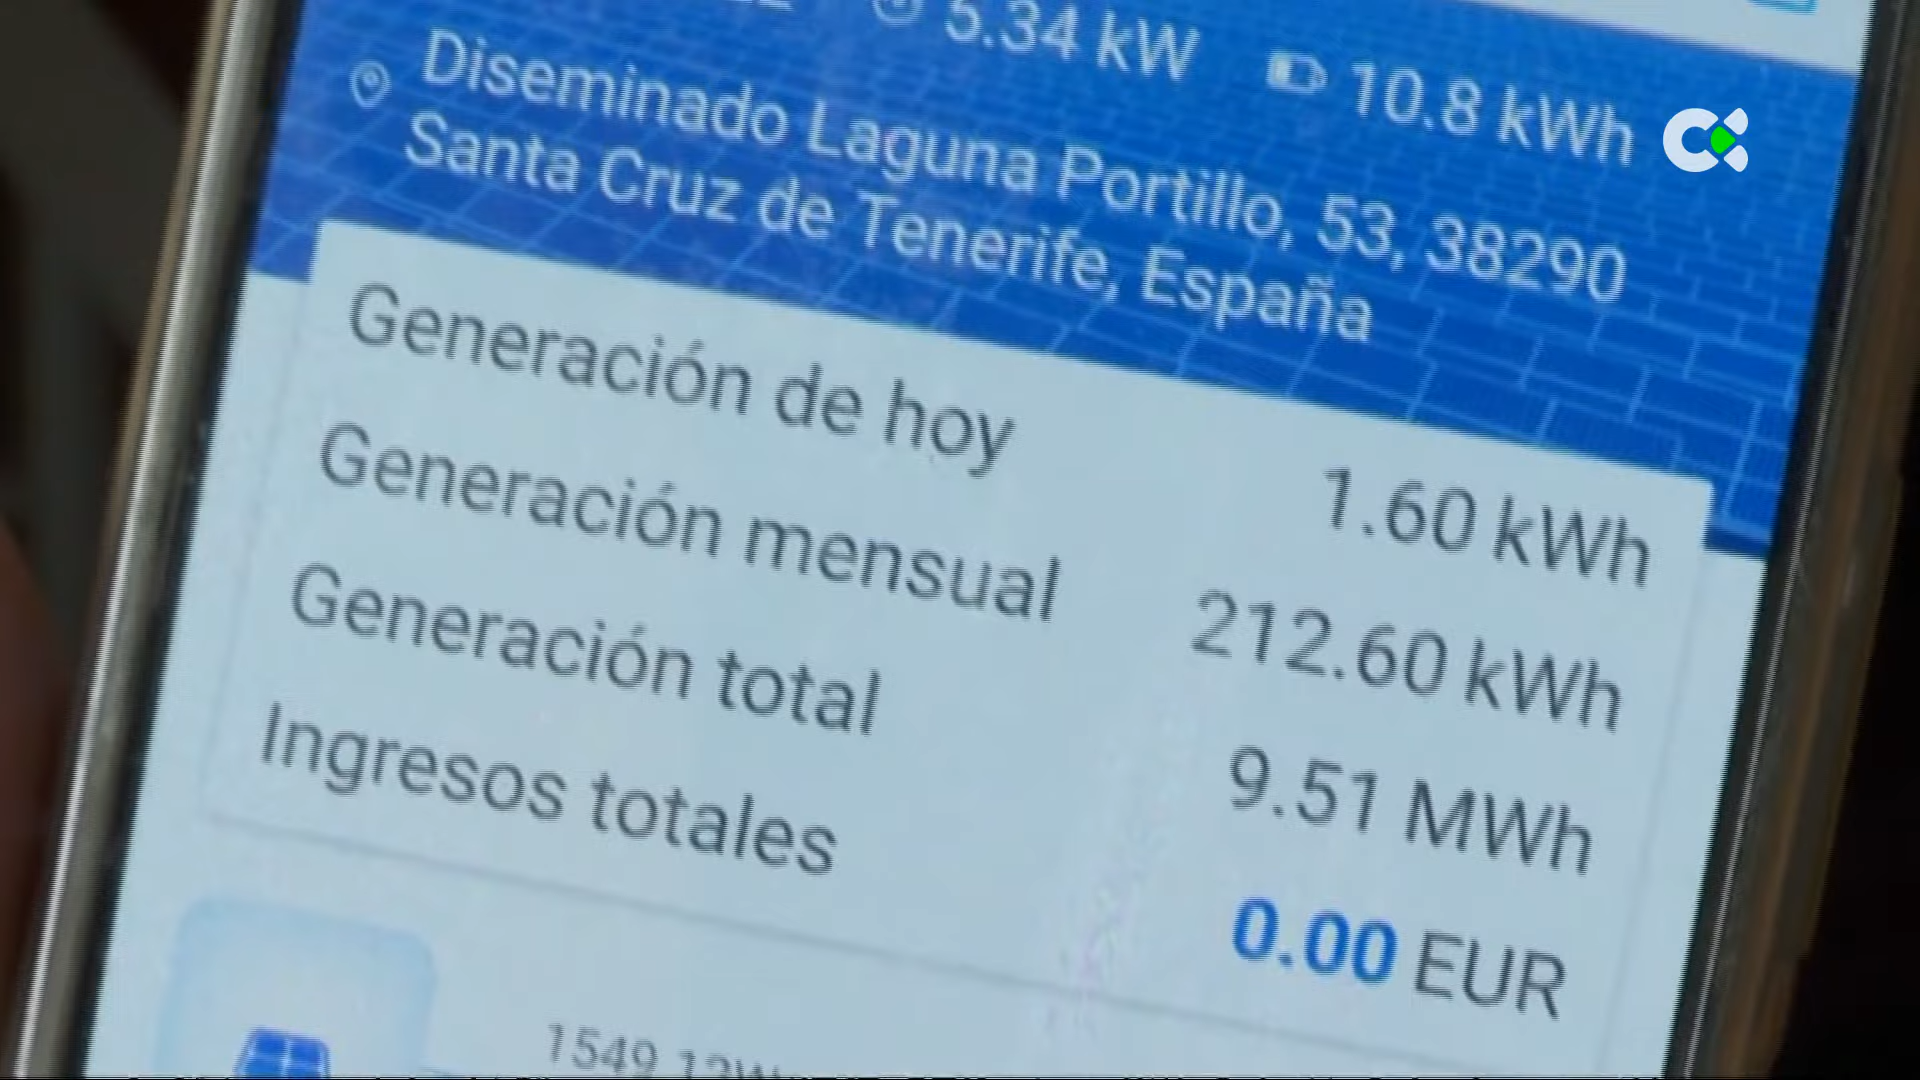 5.34 kW 10.8 kWh
Diseminado Laguna Portillo, 53, 38290
Santa Cruz de Tenerife, España
Generación de hoy 1.60 kWh
Generación mensual 212.60 kWh
Generación total 9.51 MWh
Ingresos totales 0.00 EUR